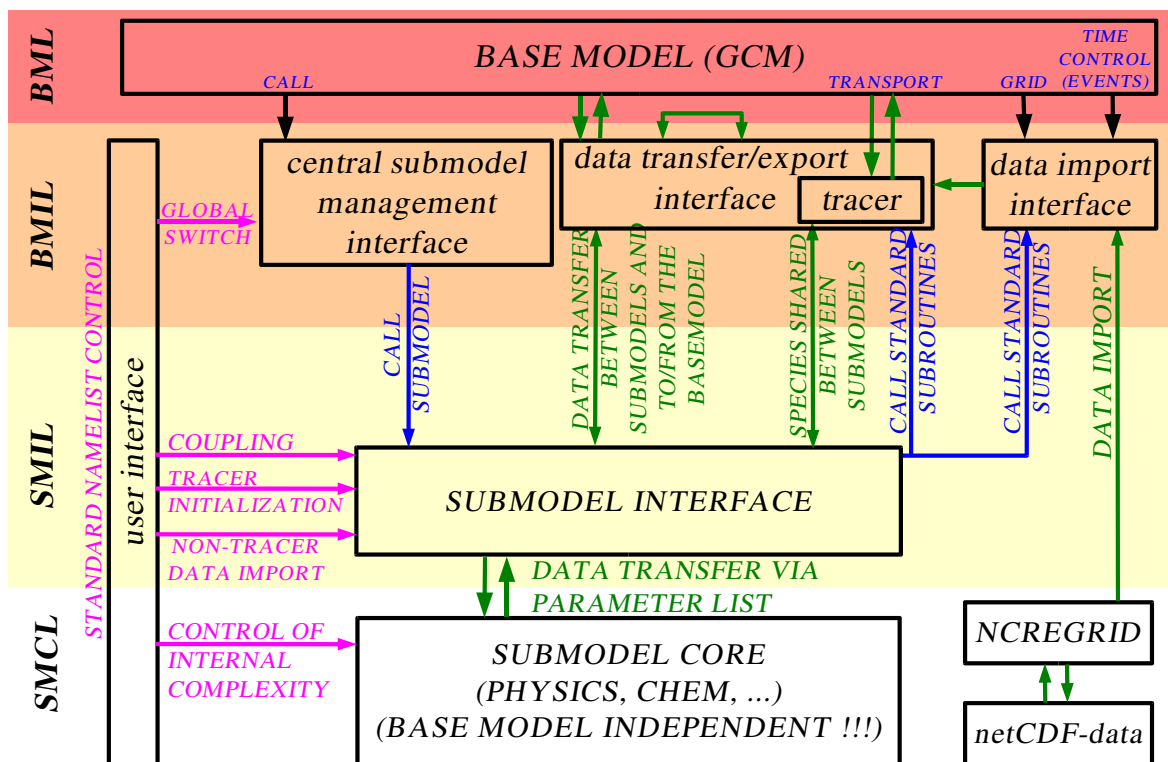 BML
BASE MODEL (GCM)
CALL
TRANSPORT
GRID
TIME
CONTROL
(EVENTS)
BMIL
central submodel
management
interface
data transfer/export
interface
tracer
data import
interface
GLOBAL
SWITCH
STANDARD NAMELIST CONTROL
user interface
CALL
SUBMODEL
DATA TRANSFER
BETWEEN
SUBMODELS AND
TO/FROM THE
BASEMODEL
SPECIES SHARED
BETWEEN
SUBMODELS
CALL STANDARD
SUBROUTINES
CALL STANDARD
SUBROUTINES
DATA IMPORT
SMIL
COUPLING
TRACER
INITIALIZATION
NON-TRACER
DATA IMPORT
SUBMODEL INTERFACE
DATA TRANSFER VIA
PARAMETER LIST
SMCL
CONTROL OF
INTERNAL
COMPLEXITY
SUBMODEL CORE
(PHYSICS, CHEM, ...)
(BASE MODEL INDEPENDENT !!!)
NCREGRID
netCDF-data